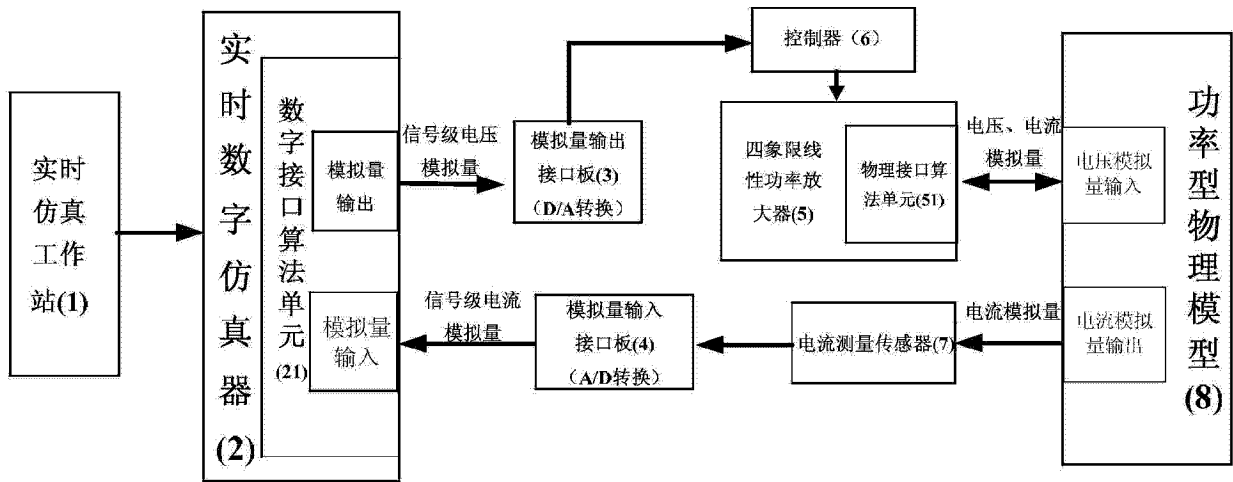 实时
仿真
工作
站(1)
实时数字仿真器(2)
数字接口算法单元(21)
模拟量
输出
模拟量
输入
信号级电压
模拟量
模拟量输出
接口板(3)
（D/A转换）
控制器（6）
四象限线
性功率放
大器(5)
物理接口算
法单元(51)
电压、电流
模拟量
电压模拟
量输入
功率型物理模型(8)
信号级电流
模拟量
模拟量输入
接口板(4)
（A/D转换）
电流测量传感器(7)
电流模拟量
电流模拟
量输出